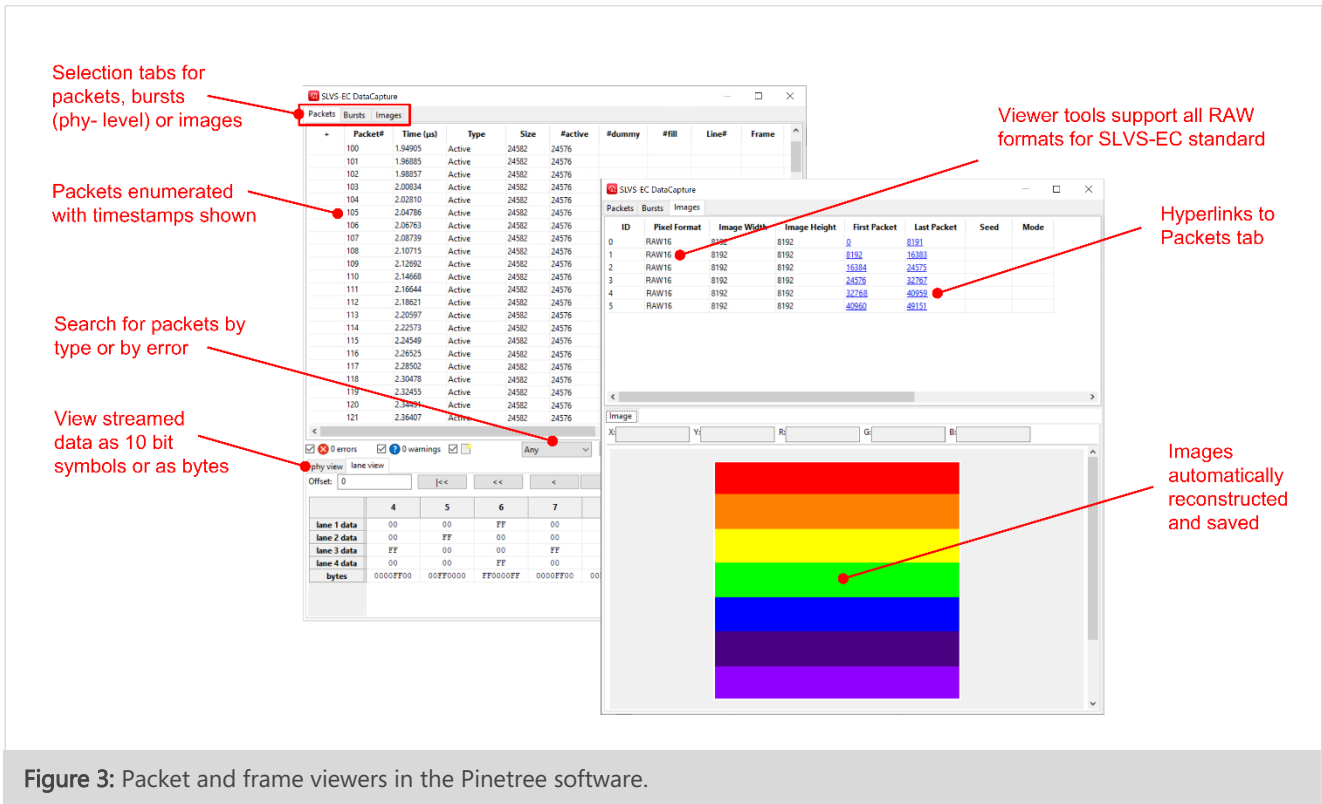 Selection tabs for
packets, bursts
(phy- level) or images
Packets enumerated
with timestamps shown
Search for packets by
type or by error
View streamed
data as 10 bit
symbols or as bytes
SLVS-EC DataCapture
Packets Bursts Images
+ Packet# Time (µs) Type Size #active #dummy #fill Line# Frame
100 1.94905 Active 24582 24576
101 1.96885 Active 24582 24576
102 1.98857 Active 24582 24576
103 2.00834 Active 24582 24576
104 2.02810 Active 24582 24576
105 2.04786 Active 24582 24576
106 2.06763 Active 24582 24576
107 2.08739 Active 24582 24576
108 2.10715 Active 24582 24576
109 2.12692 Active 24582 24576
110 2.14668 Active 24582 24576
111 2.16644 Active 24582 24576
112 2.18621 Active 24582 24576
113 2.20597 Active 24582 24576
114 2.22573 Active 24582 24576
115 2.24549 Active 24582 24576
116 2.26525 Active 24582 24576
117 2.28502 Active 24582 24576
118 2.30478 Active 24582 24576
119 2.32455 Active 24582 24576
120 Active 24582 24576
121 2.36407 Active 24582 24576
0 errors 0 warnings Any
phy view lane view
Offset: 0 |<< << <
4 5 6 7
lane 1 data 00 00 FF 00
lane 2 data 00 FF 00 00
lane 3 data FF 00 00 FF
lane 4 data 00 00 FF 00
bytes 0000FF00 00FF0000 FF0000FF 0000FF00
Viewer tools support all RAW
formats for SLVS-EC standard
Hyperlinks to
Packets tab
Images
automatically
reconstructed
and saved
SLVS-EC DataCapture
Packets Bursts Images
ID Pixel Format Image Width Image Height First Packet Last Packet Seed Mode
0 RAW16 8192 8192 0 8191
1 RAW16 8192 8192 8192 16383
2 RAW16 8192 8192 16384 24575
3 RAW16 8192 8192 24576 32767
4 RAW16 8192 8192 32768 40959
5 RAW16 8192 8192 40960 49151
Image
X: Y: R: G: B:
Figure 3: Packet and frame viewers in the Pinetree software.